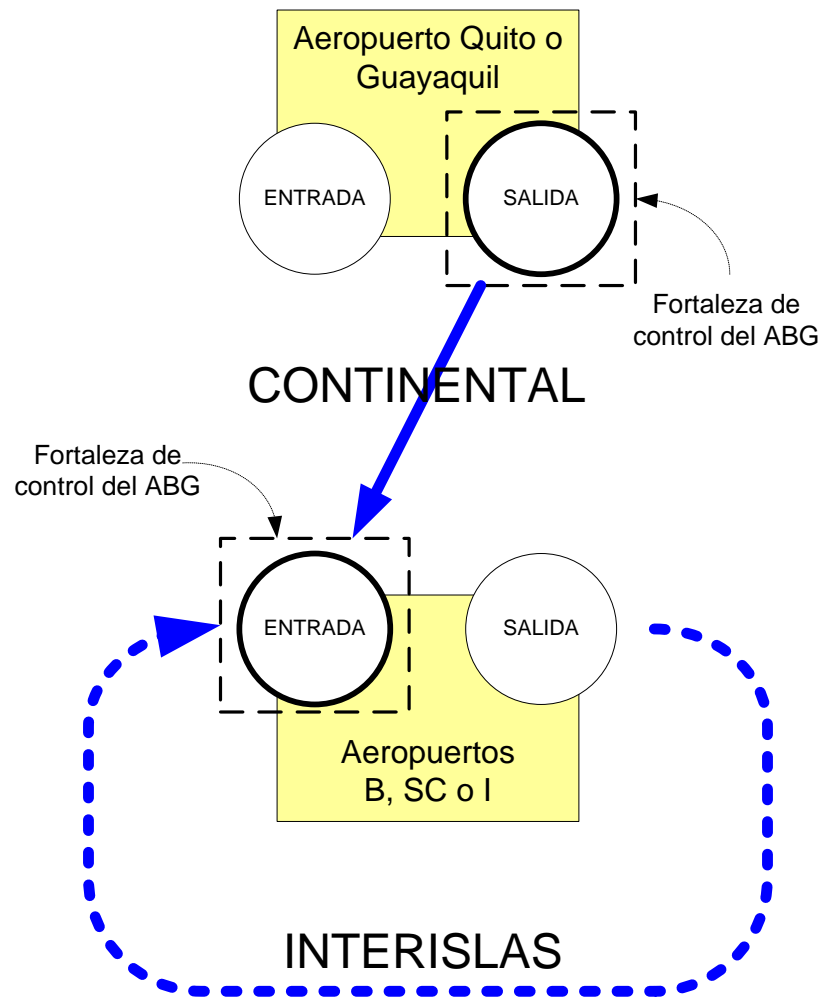 Aeropuerto Quito o
Guayaquil
ENTRADA
SALIDA
Fortaleza de
control del ABG
CONTINENTAL
Fortaleza de
control del ABG
ENTRADA
SALIDA
Aeropuertos
B, SC o I
INTERISLAS